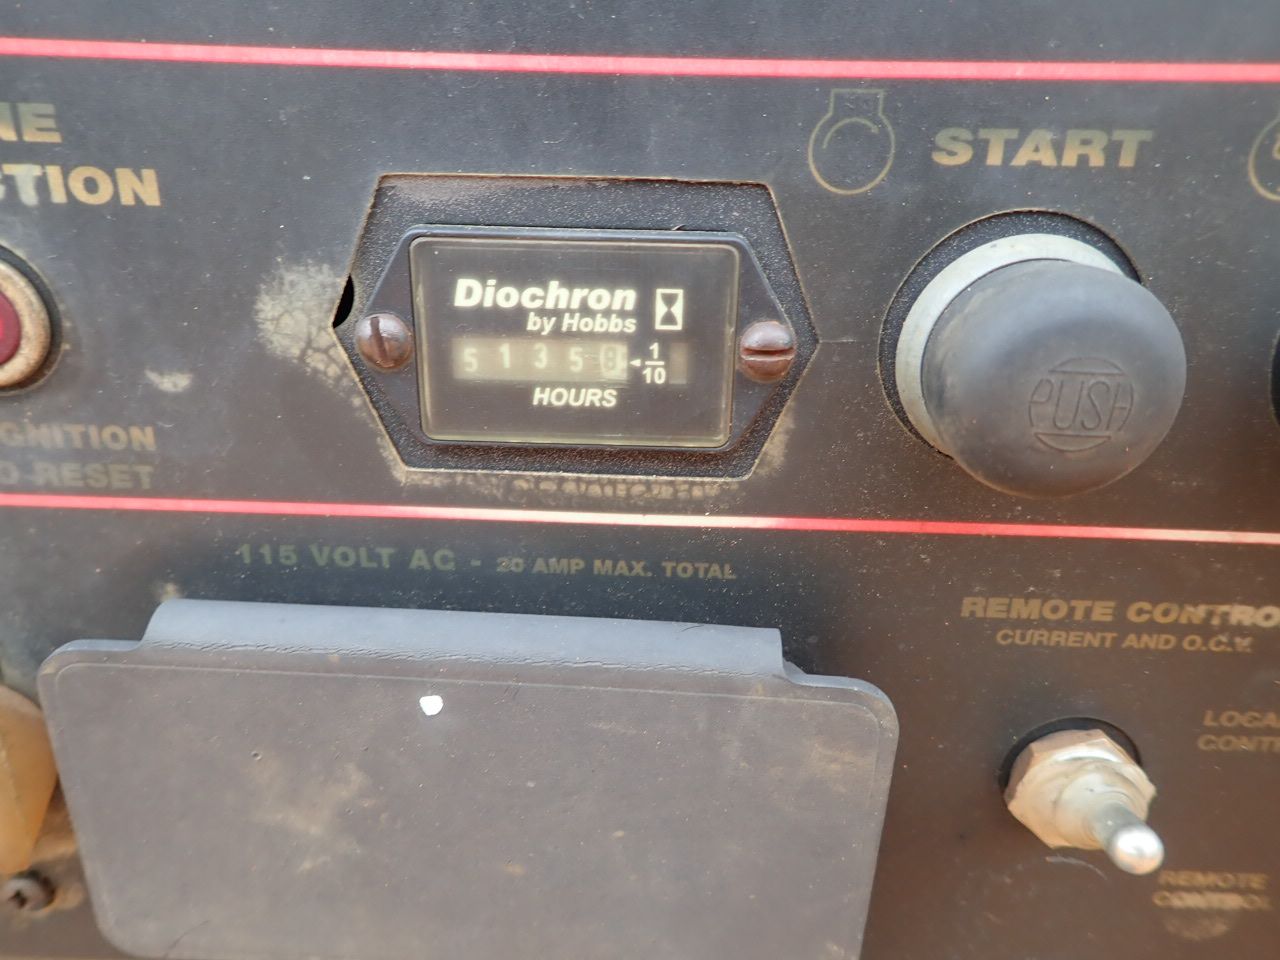 NE
CTION
START
Diochron
by Hobbs
5 1 3 5 8
1
10
HOURS
PUSH
GNITION
O RESET
115 VOLT AC - 20 AMP MAX. TOTAL
REMOTE CONTRO
CURRENT AND O.C.V.
LOCA
CONT
REMOTE
CONTROL